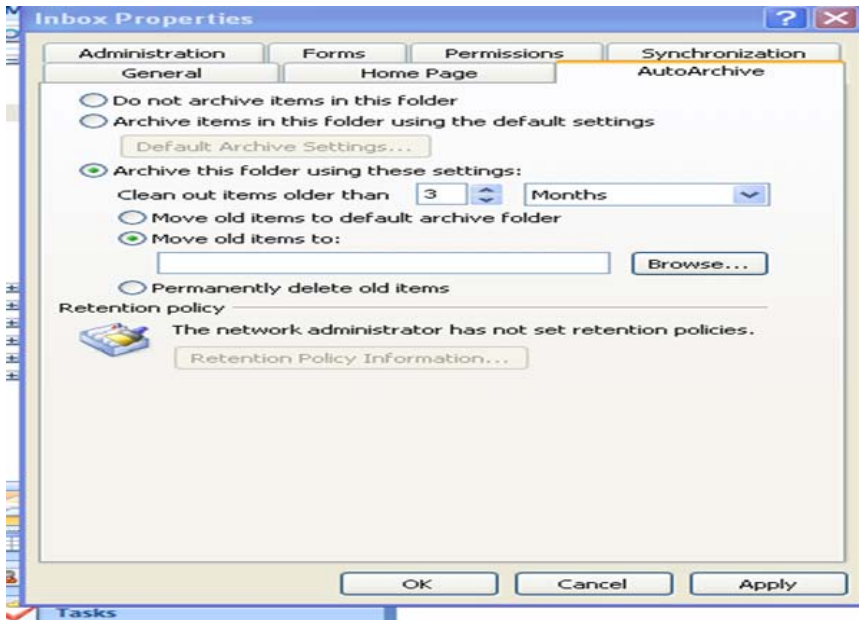 Inbox Properties
Administration Forms Permissions Synchronization
General Home Page AutoArchive
Do not archive items in this folder
Archive items in this folder using the default settings
Default Archive Settings...
Archive this folder using these settings:
Clean out items older than 3 Months
Move old items to default archive folder
Move old items to:
Browse...
Permanently delete old items
Retention policy
The network administrator has not set retention policies.
Retention Policy Information...
OK Cancel Apply
Tasks